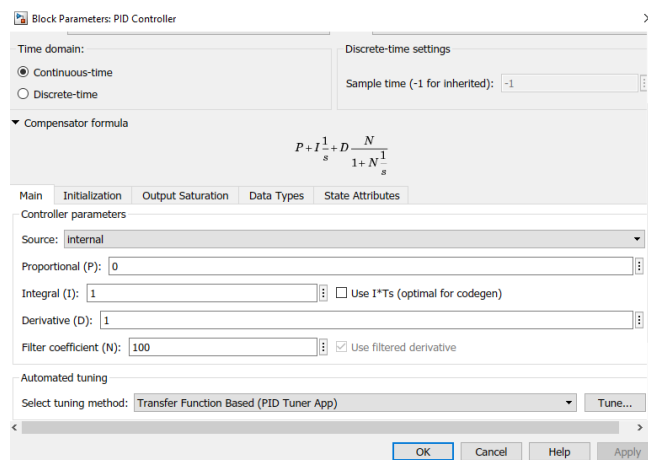 Block Parameters: PID Controller
Time domain:
Discrete-time settings
Continuous-time
Discrete-time
Sample time (-1 for inherited): -1
Compensator formula
P+I 1/s +D N/(1+N 1/s)
Main Initialization Output Saturation Data Types State Attributes
Controller parameters
Source: internal
Proportional (P): 0
Integral (I): 1 Use I*Ts (optimal for codegen)
Derivative (D): 1
Filter coefficient (N): 100 Use filtered derivative
Automated tuning
Select tuning method: Transfer Function Based (PID Tuner App) Tune...
OK Cancel Help Apply